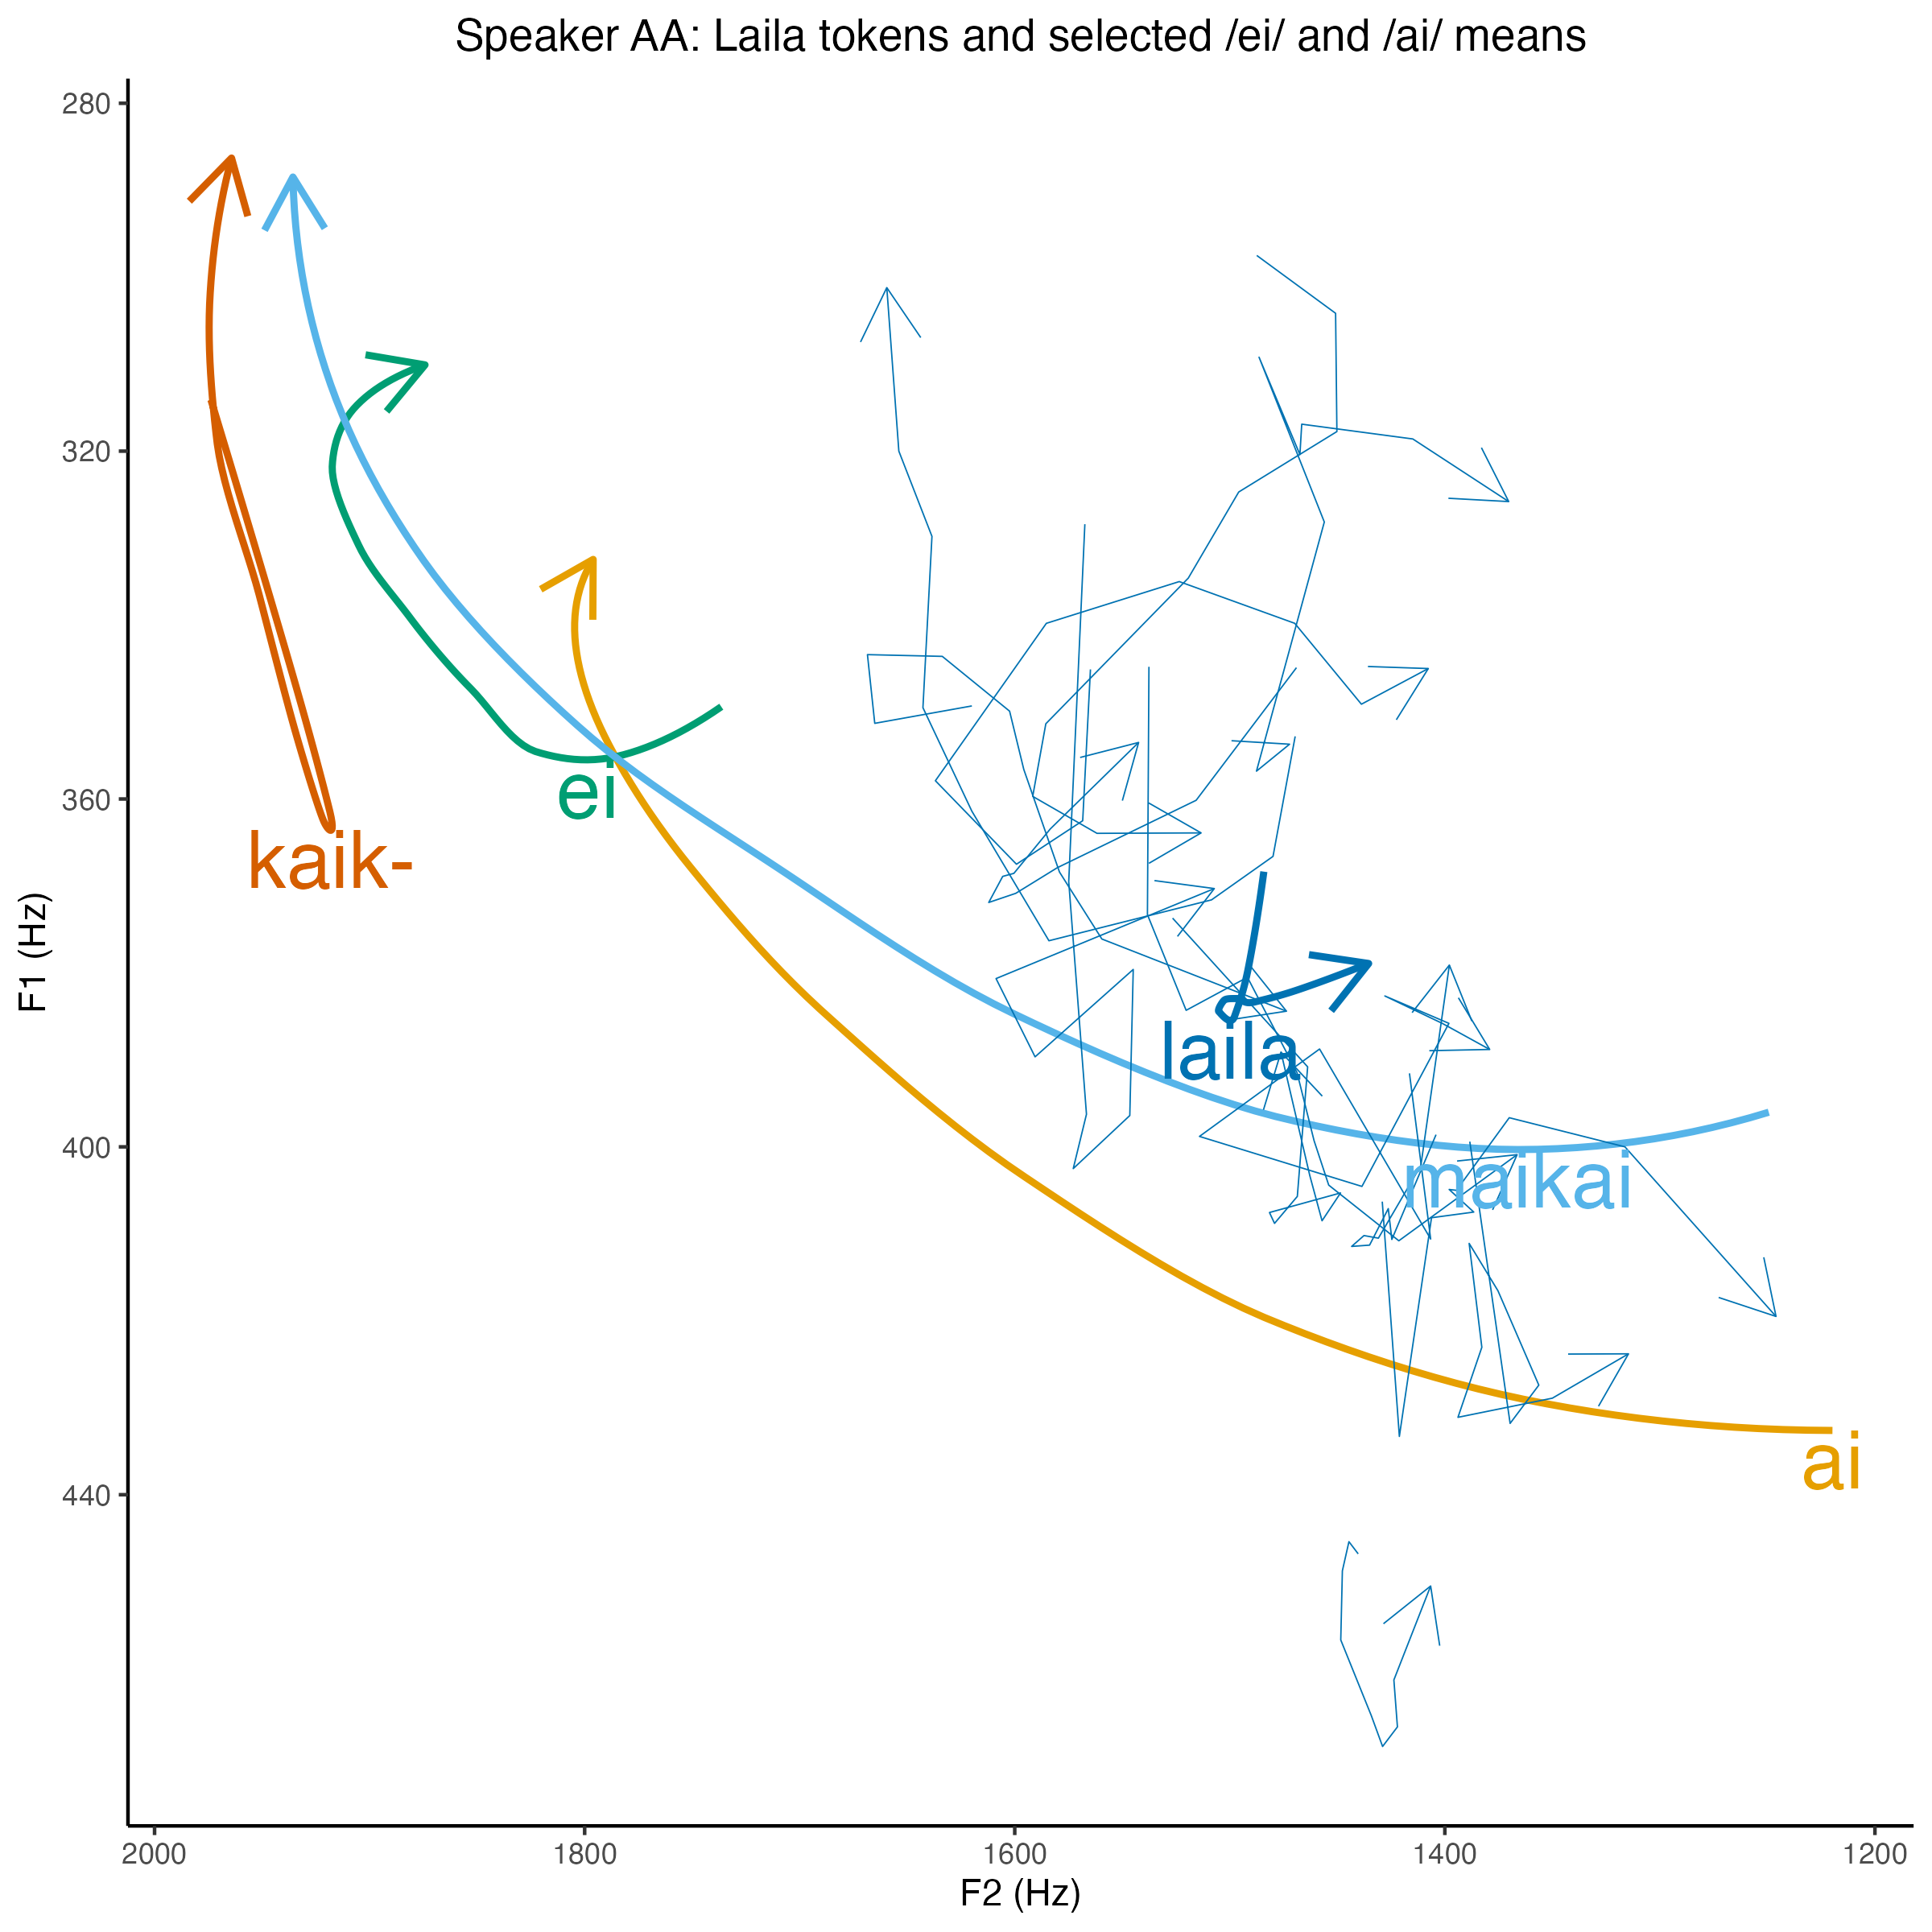 Speaker AA: Laila tokens and selected /ei/ and /ai/ means
280
320
360
400
440
F1 (Hz)
kaik-
ei
laila
maikai
ai
2000
1800
1600
1400
1200
F2 (Hz)